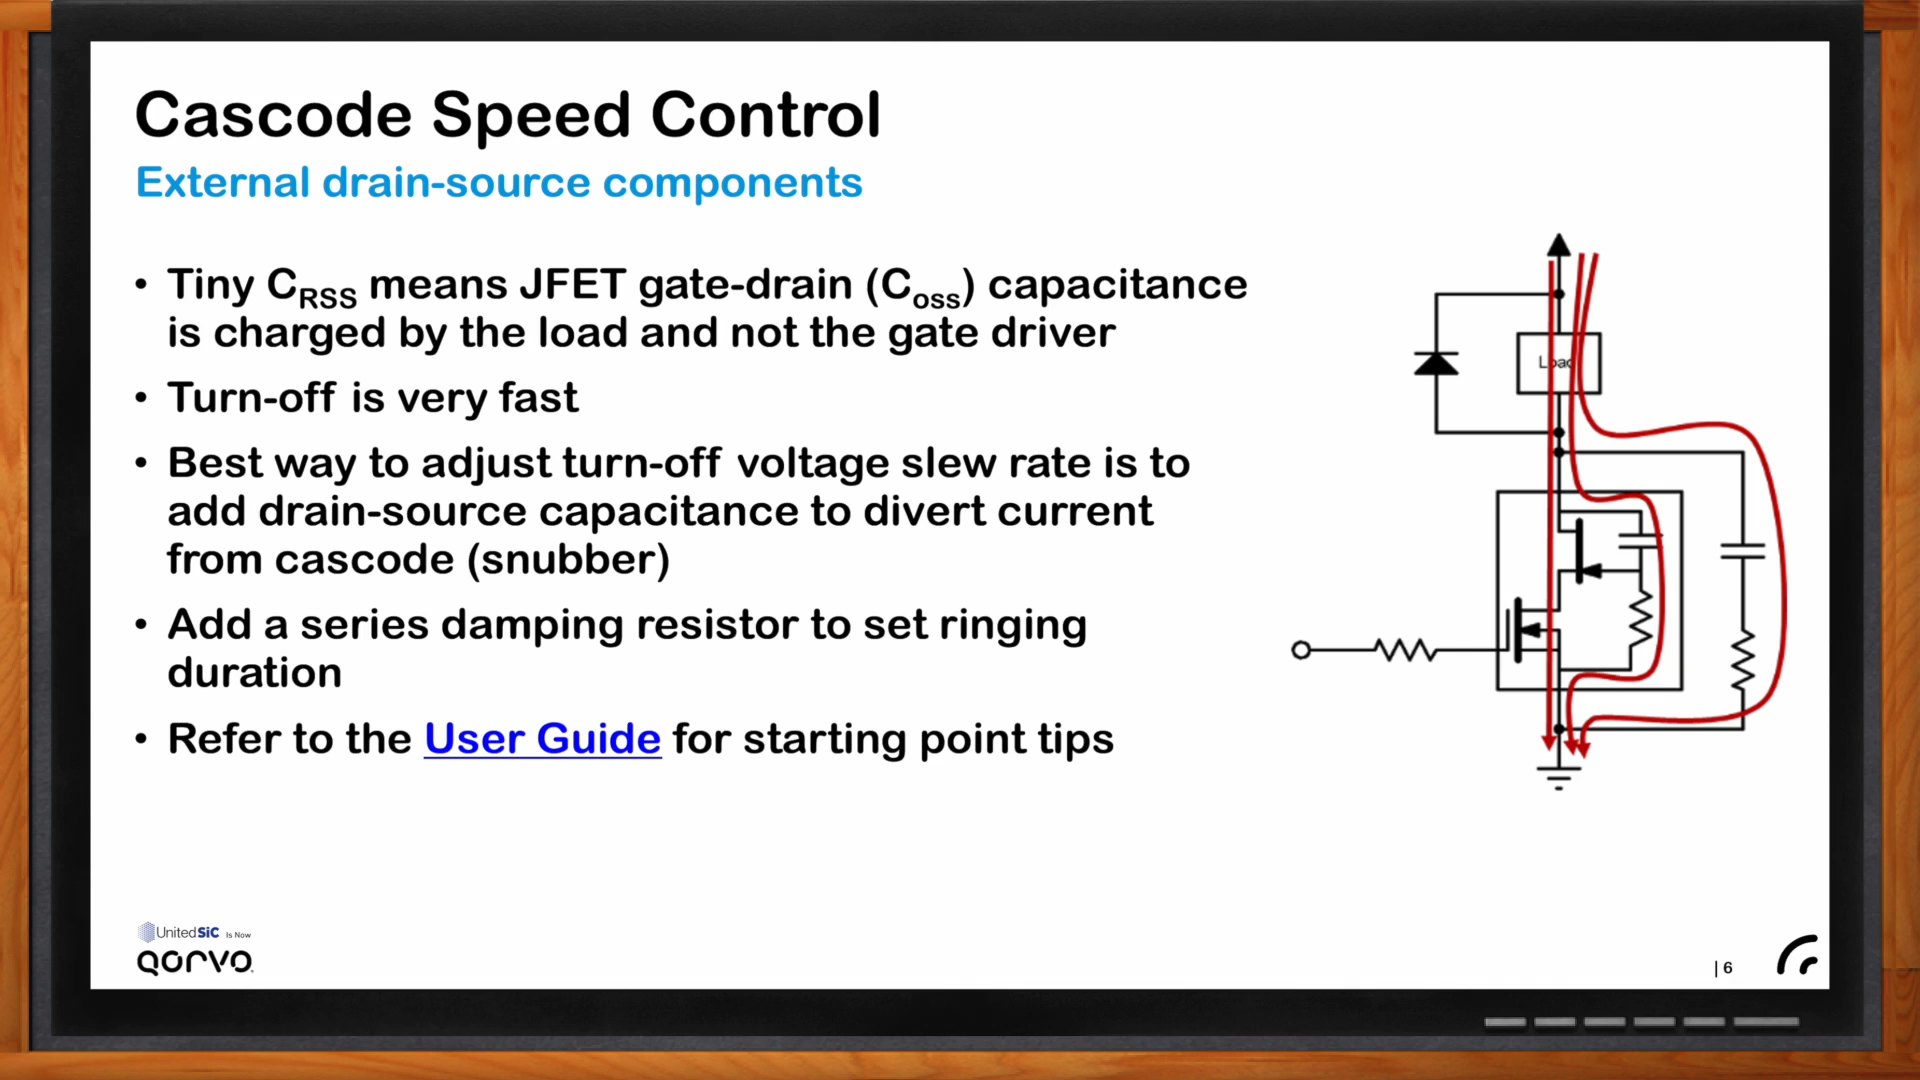 Cascode Speed Control
External drain-source components
• Tiny CRSS means JFET gate-drain (Coss) capacitance
is charged by the load and not the gate driver
• Turn-off is very fast
• Best way to adjust turn-off voltage slew rate is to
add drain-source capacitance to divert current
from cascode (snubber)
• Add a series damping resistor to set ringing
duration
• Refer to the User Guide for starting point tips
Load
UnitedSiC Is Now
QORVO
| 6